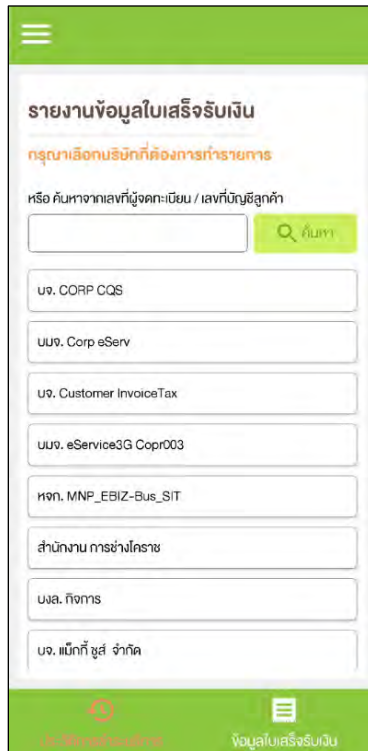 รายงานข้อมูลใบเสร็จรับเงิน
กรุณาเลือกบริษัทที่ต้องการทำรายการ
หรือ ค้นหาจากเลขที่ผู้จดทะเบียน / เลขที่บัญชีลูกค้า
ค้นหา
บจ. CORP CQS
บมจ. Corp eServ
บจ. Customer InvoiceTax
บมจ. eService3G Copr003
หจก. MNP_EBIZ-Bus_SIT
สำนักงาน การช่างโคราช
บงล. กิจการ
บจ. แม็กกี้ ชูส์ จำกัด
ข้อมูลใบเสร็จรับเงิน